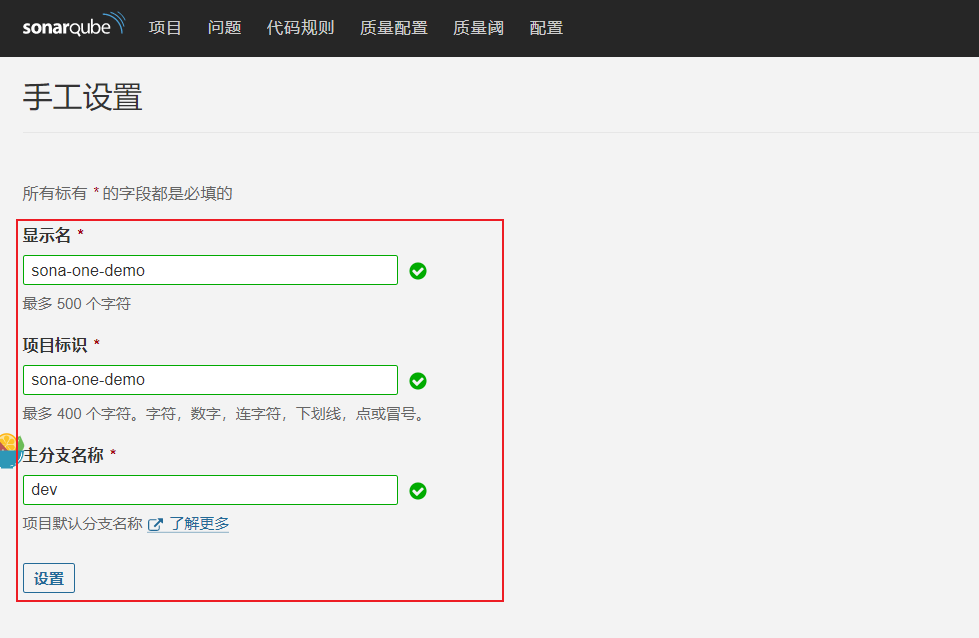 sonarqube 项目 问题 代码规则 质量配置 质量阈 配置
手工设置
所有标有 * 的字段都是必填的
显示名 *
sona-one-demo
最多 500 个字符
项目标识 *
sona-one-demo
最多 400 个字符。字符，数字，连字符，下划线，点或冒号。
主分支名称 *
dev
项目默认分支名称 了解更多
设置